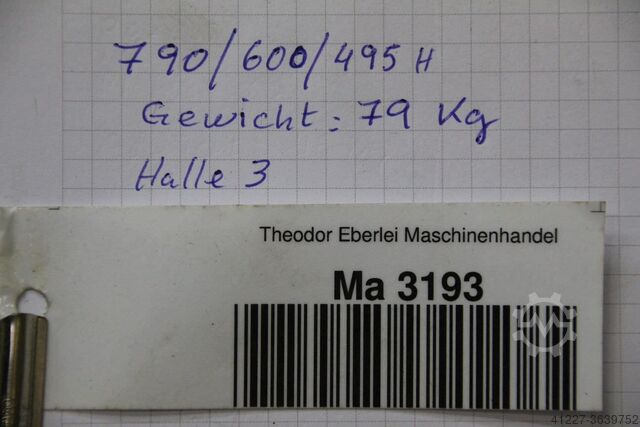 790/600/495 H
Gewicht: 79 Kg
Halle 3
Theodor Eberlei Maschinenhandel
Ma 3193
41227-3639752